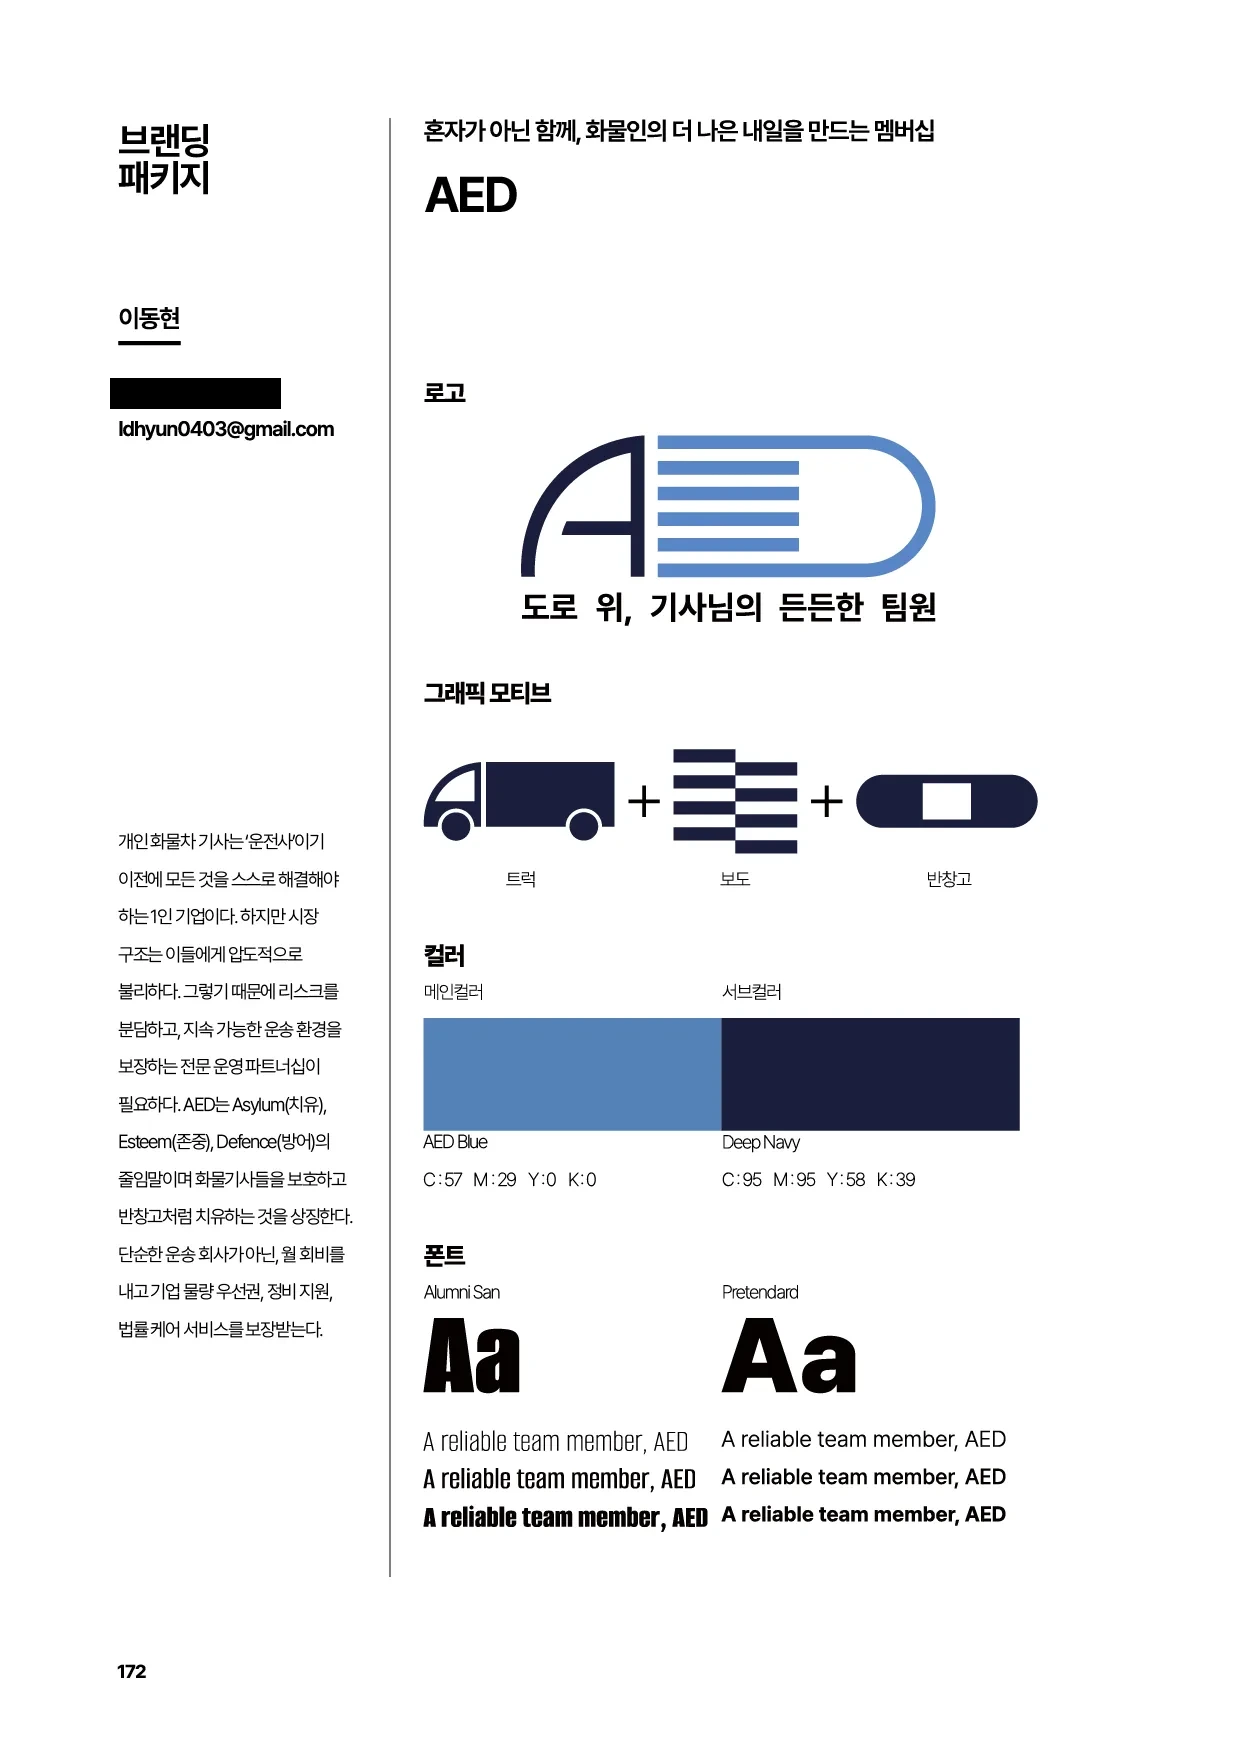 브랜딩
패키지
이동현
ldhyun0403@gmail.com
개인 화물차 기사는 ‘운전사’이기
이전에 모든 것을 스스로 해결해야
하는 1인 기업이다. 하지만 시장
구조는 이들에게 압도적으로
불리하다. 그렇기 때문에 리스크를
분담하고, 지속 가능한 운송 환경을
보장하는 전문 운영 파트너십이
필요하다. AED는 Asylum(치유),
Esteem(존중), Defence(방어)의
줄임말이며 화물기사들을 보호하고
반창고처럼 치유하는 것을 상징한다.
단순한 운송 회사가 아닌, 월 회비를
내고 기업 물량 우선권, 정비 지원,
법률 케어 서비스를 보장받는다.
혼자가 아닌 함께, 화물인의 더 나은 내일을 만드는 멤버십
AED
로고
AED
도로 위, 기사님의 든든한 팀원
그래픽 모티브
트럭 보도 반창고
컬러
메인컬러 서브컬러
AED Blue Deep Navy
C:57 M:29 Y:0 K:0 C:95 M:95 Y:58 K:39
폰트
Alumni San Pretendard
Aa Aa
A reliable team member, AED A reliable team member, AED
A reliable team member, AED A reliable team member, AED
A reliable team member, AED A reliable team member, AED
172